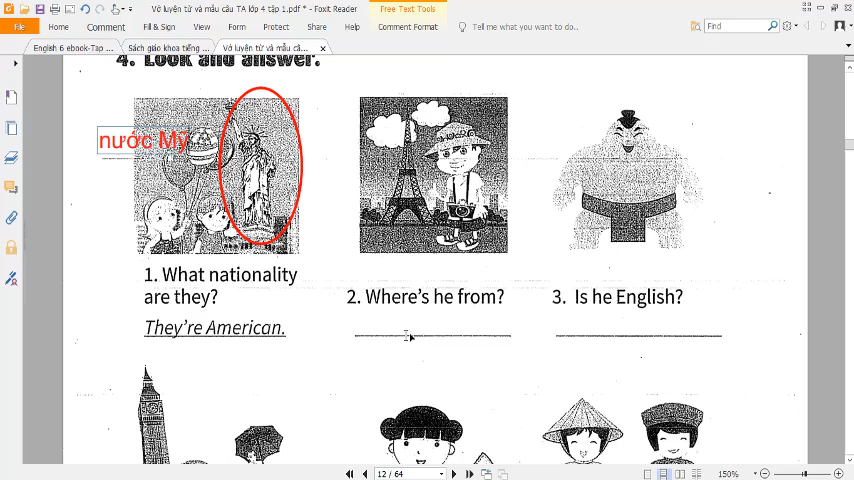 Vở luyện từ và mẫu câu TA lớp 4 tập 1.pdf * - Foxit Reader
Free Text Tools
File
Home
Comment
Fill & Sign
View
Form
Protect
Share
Help
Comment Format
Tell me what you want to do..
Find
English 6 ebook-Tap ...
Sách giáo khoa tiếng ...
Vở luyện từ và mẫu câ...
4. Look and answer.
nước Mỹ
1. What nationality
are they?
They're American.
2. Where's he from?
3. Is he English?
12 / 64
150%